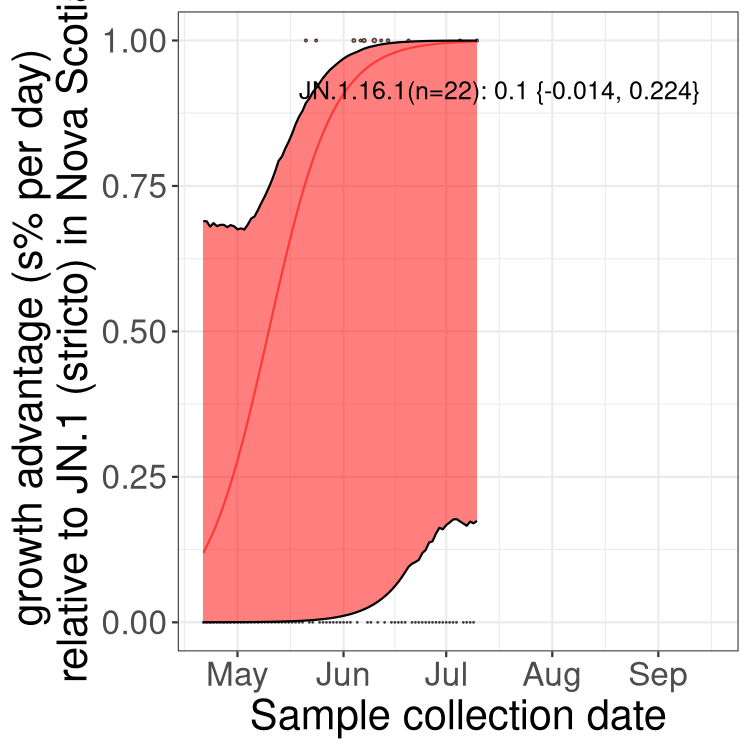 growth advantage (s% per day)
relative to JN.1 (stricto) in Nova Scotia
1.00
0.75
0.50
0.25
0.00
JN.1.16.1(n=22): 0.1 {-0.014, 0.224}
May Jun Jul Aug Sep
Sample collection date